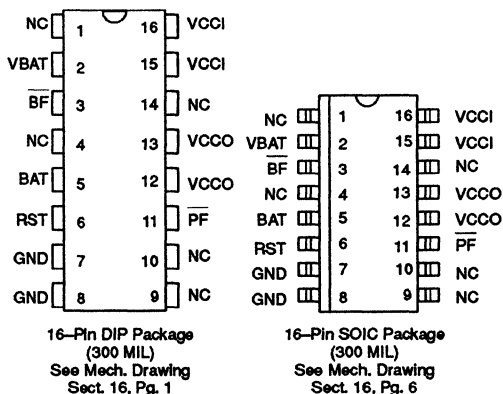 NC 1 16 VCCI
VBAT 2 15 VCCI
B̅F̅ 3 14 NC
NC 4 13 VCCO
BAT 5 12 VCCO
RST 6 11 P̅F̅
GND 7 10 NC
GND 8 9 NC
16–Pin DIP Package
(300 MIL)
See Mech. Drawing
Sect. 16, Pg. 1
NC 1 16 VCCI
VBAT 2 15 VCCI
B̅F̅ 3 14 NC
NC 4 13 VCCO
BAT 5 12 VCCO
RST 6 11 P̅F̅
GND 7 10 NC
GND 8 9 NC
16–Pin SOIC Package
(300 MIL)
See Mech. Drawing
Sect. 16, Pg. 6